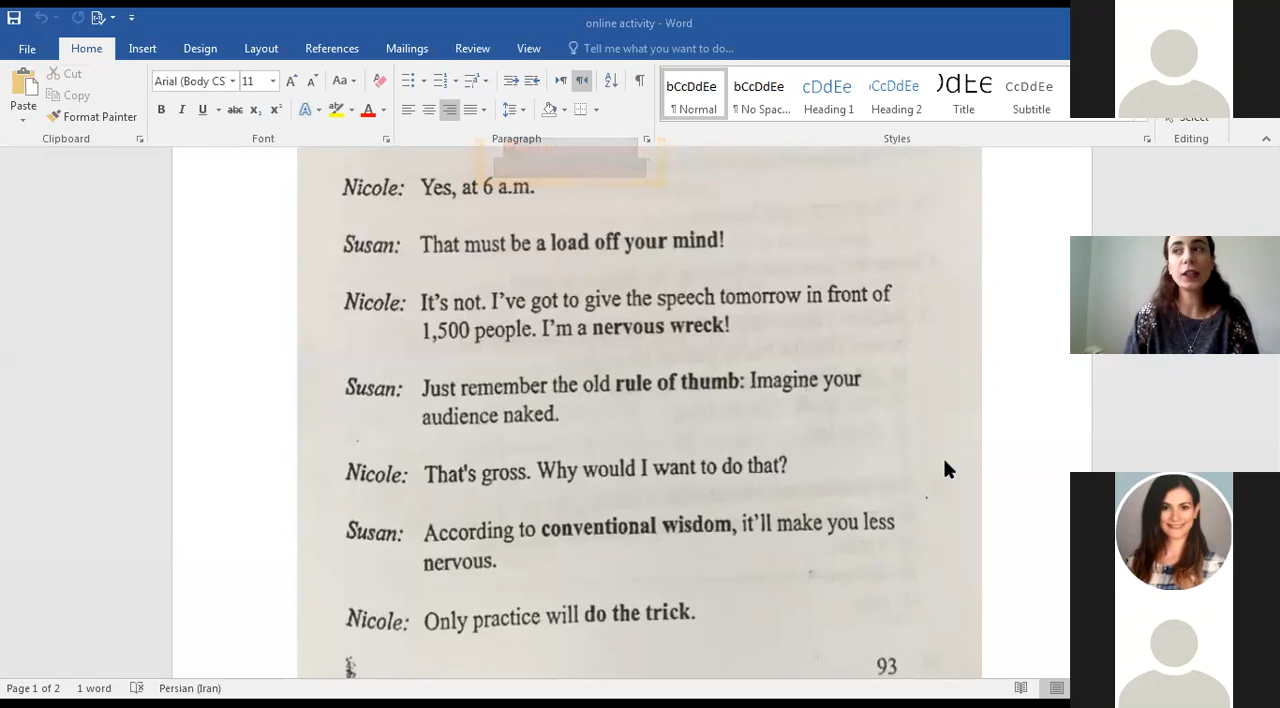 online activity - Word
File Home Insert Design Layout References Mailings Review View Tell me what you want to do...
Paste
Cut
Copy
Format Painter
Arial (Body CS) 11
Clipboard Font Paragraph Styles Editing
bCcDdEe bCcDdEe cDdEe CcDdEe CcDdEe
¶ Normal ¶ No Spac... Heading 1 Heading 2 Title Subtitle
Select
Nicole: Yes, at 6 a.m.
Susan: That must be a load off your mind!
Nicole: It's not. I've got to give the speech tomorrow in front of
1,500 people. I'm a nervous wreck!
Susan: Just remember the old rule of thumb: Imagine your
audience naked.
Nicole: That's gross. Why would I want to do that?
Susan: According to conventional wisdom, it'll make you less
nervous.
Nicole: Only practice will do the trick.
93
Page 1 of 2 1 word Persian (Iran)